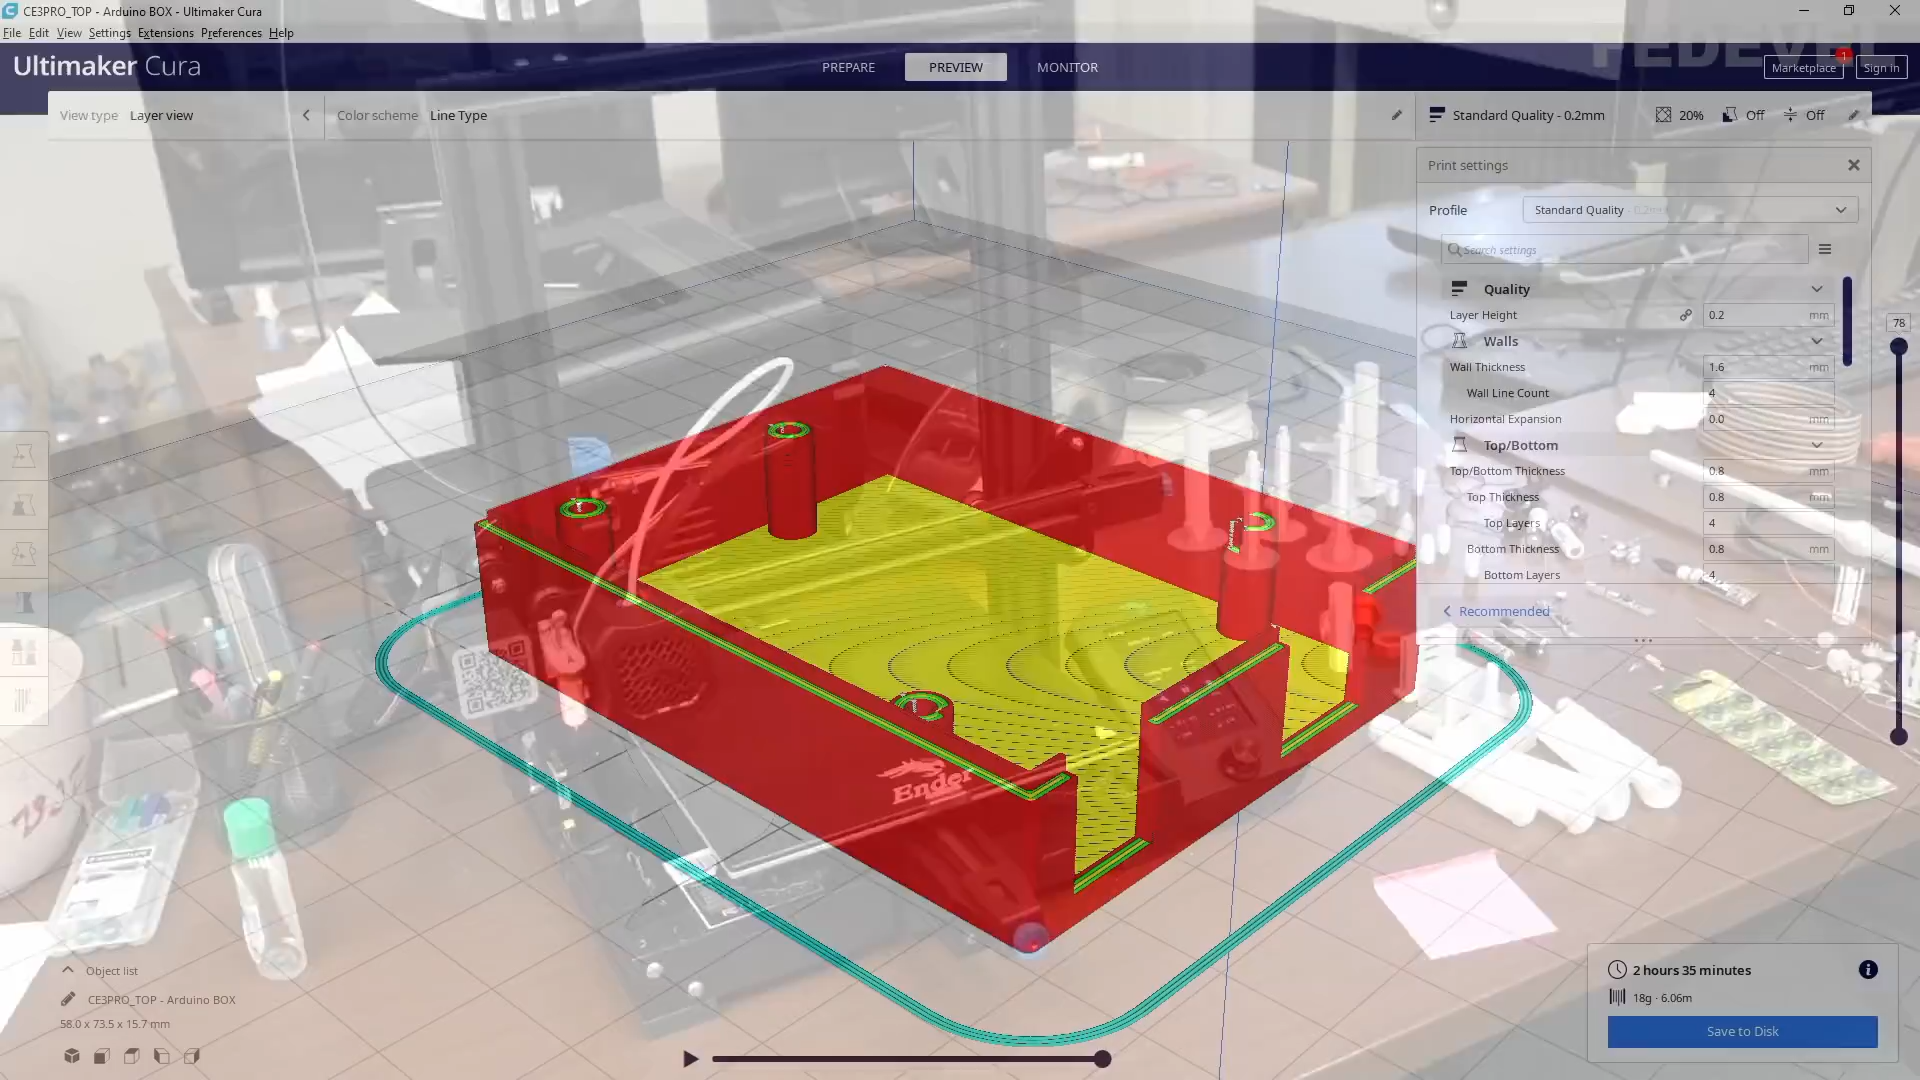 CE3PRO_TOP - Arduino BOX - Ultimaker Cura
File Edit View Settings Extensions Preferences Help
FEDEVEL
Ultimaker Cura
PREPARE PREVIEW MONITOR
Marketplace 1 Sign In
View type Layer view
Color scheme Line Type
Standard Quality - 0.2mm 20% Off Off
Print settings
Profile Standard Quality - 0.2mm
Search settings
Quality
Layer Height 0.2 mm
78
Walls
Wall Thickness 1.6 mm
Wall Line Count 4
Horizontal Expansion 0.0 mm
Top/Bottom
Top/Bottom Thickness 0.8 mm
Top Thickness 0.8 mm
Top Layers 4
Bottom Thickness 0.8 mm
Bottom Layers 4
Recommended
Ender
Object list
CE3PRO_TOP - Arduino BOX
58.0 x 73.5 x 15.7 mm
2 hours 35 minutes
18g · 6.06m
Save to Disk